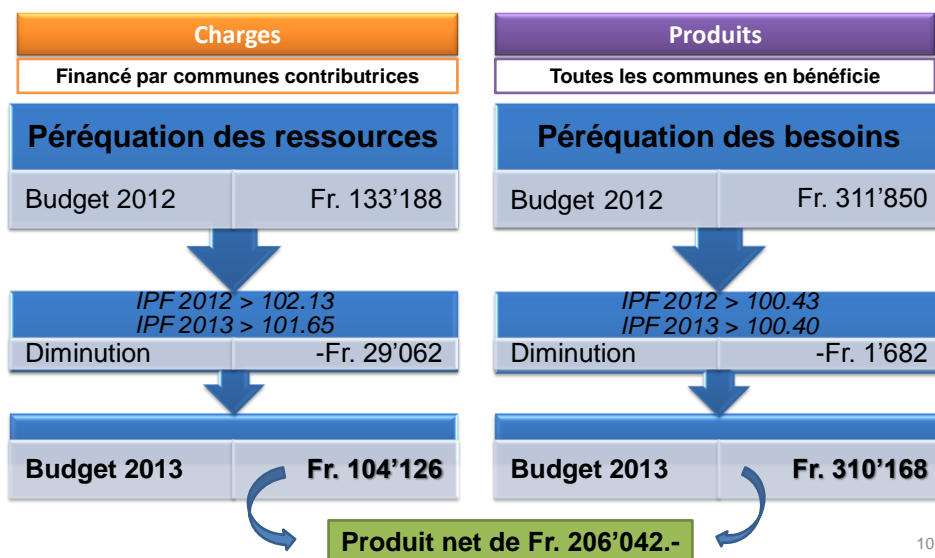 Charges
Financé par communes contributrices
Péréquation des ressources
Budget 2012 Fr. 133’188
IPF 2012 > 102.13
IPF 2013 > 101.65
Diminution -Fr. 29’062
Budget 2013 Fr. 104’126
Produits
Toutes les communes en bénéficie
Péréquation des besoins
Budget 2012 Fr. 311’850
IPF 2012 > 100.43
IPF 2013 > 100.40
Diminution -Fr. 1’682
Budget 2013 Fr. 310’168
Produit net de Fr. 206’042.-
10